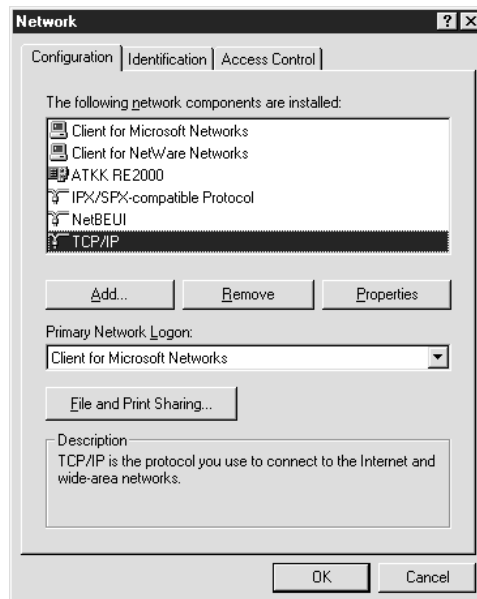 Network
Configuration Identification Access Control
The following network components are installed:
Client for Microsoft Networks
Client for NetWare Networks
ATKK RE2000
IPX/SPX-compatible Protocol
NetBEUI
TCP/IP
Add... Remove Properties
Primary Network Logon:
Client for Microsoft Networks
File and Print Sharing...
Description
TCP/IP is the protocol you use to connect to the Internet and
wide-area networks.
OK Cancel